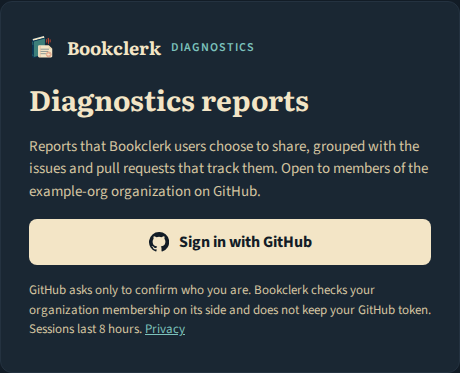 Bookclerk DIAGNOSTICS
Diagnostics reports
Reports that Bookclerk users choose to share, grouped with the
issues and pull requests that track them. Open to members of the
example-org organization on GitHub.
Sign in with GitHub
GitHub asks only to confirm who you are. Bookclerk checks your
organization membership on its side and does not keep your GitHub token.
Sessions last 8 hours. Privacy